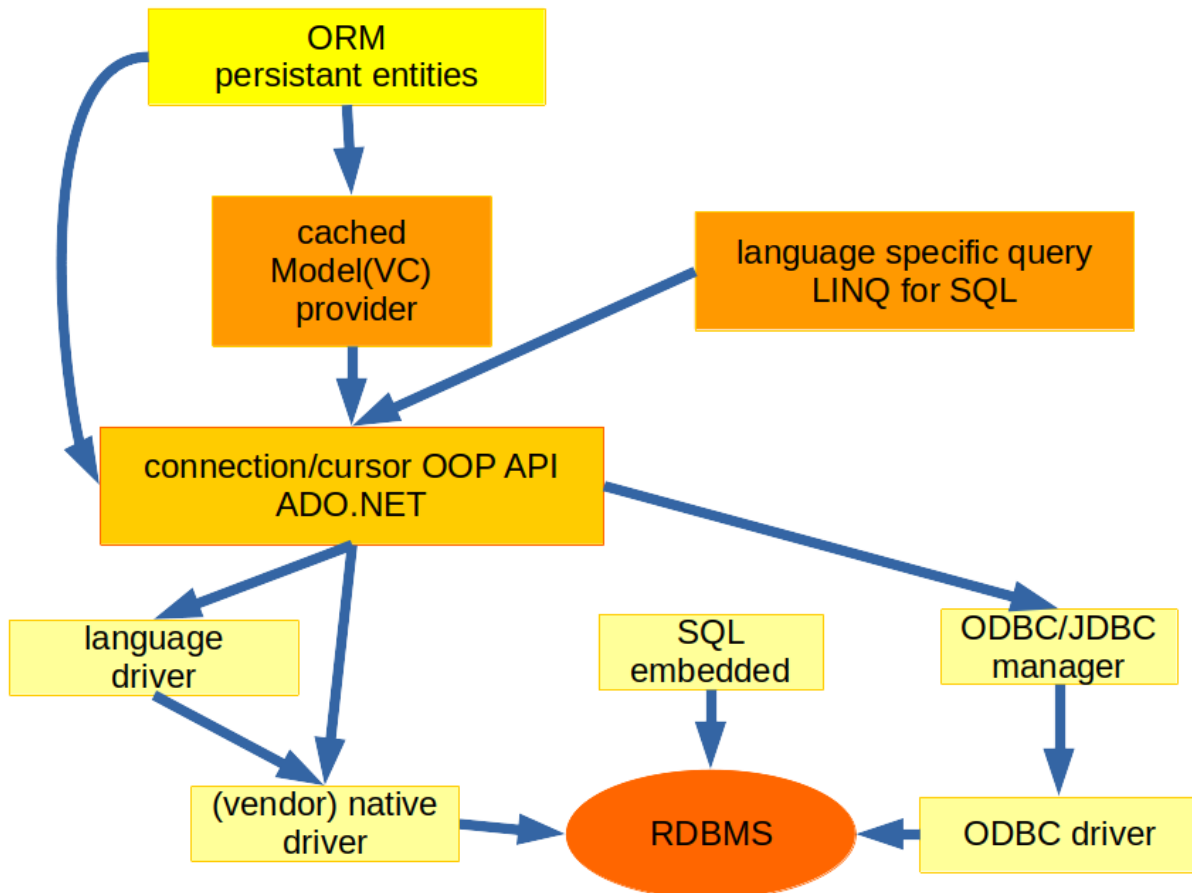 ORM
persistant entities
cached
Model(VC)
provider
language specific query
LINQ for SQL
connection/cursor OOP API
ADO.NET
language
driver
SQL
embedded
ODBC/JDBC
manager
(vendor) native
driver
RDBMS
ODBC driver